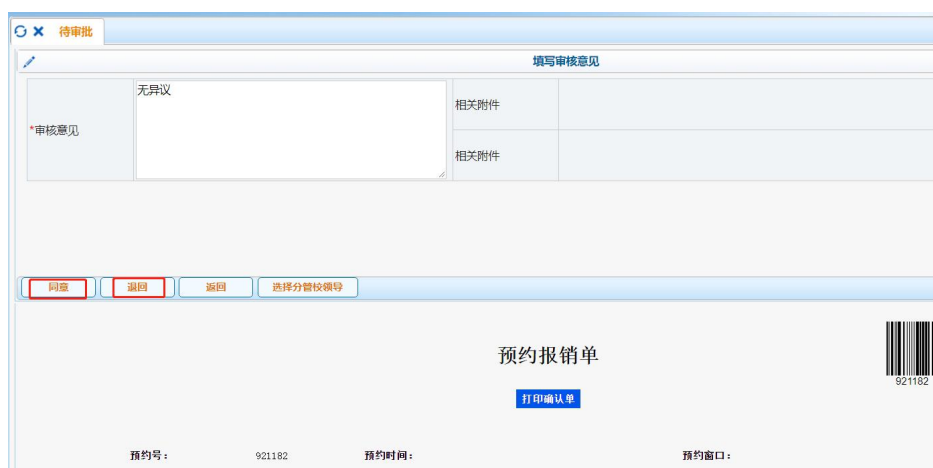 待审批
填写审核意见
*审核意见
无异议
相关附件
相关附件
同意 退回 返回 选择分管校领导
预约报销单
921182
打印确认单
预约号： 921182 预约时间： 预约窗口：